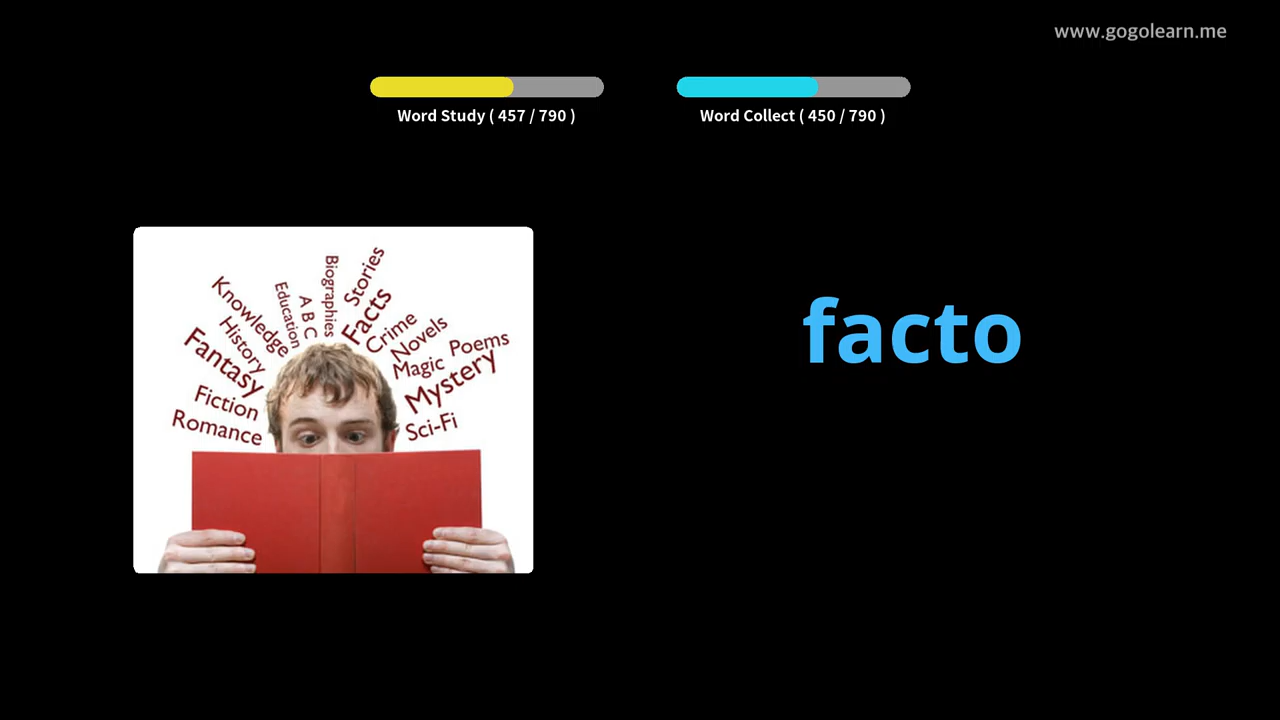 www.gogolearn.me
Word Study ( 457 / 790 )
Word Collect ( 450 / 790 )
Knowledge
Education
A B C
Biographies
Stories
Facts
Crime
Novels
Poems
History
Fantasy
Magic
Mystery
Fiction
Romance
Sci-Fi
facto